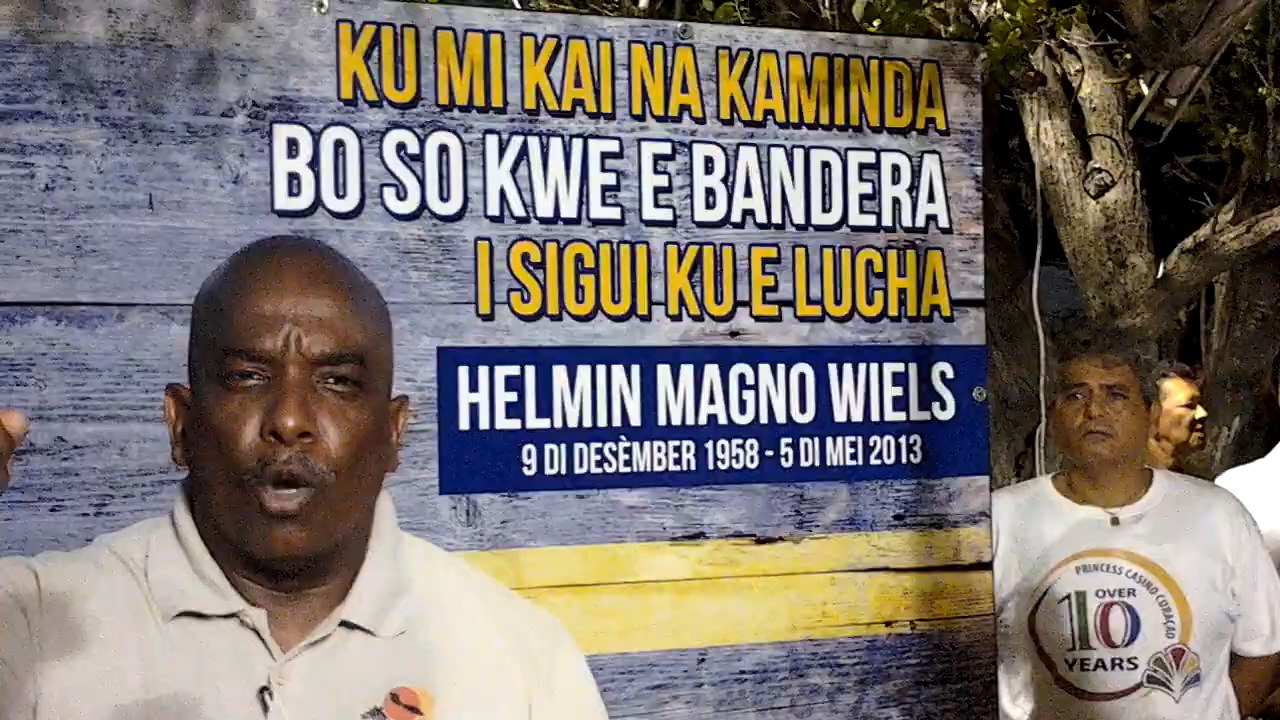 KU MI KAI NA KAMINDA
BO SO KWE E BANDERA
I SIGUI KU E LUCHA
HELMIN MAGNO WIELS
9 DI DESÈMBER 1958 - 5 DI MEI 2013
PRINCESS CASINO CURAÇAO
OVER
10
YEARS